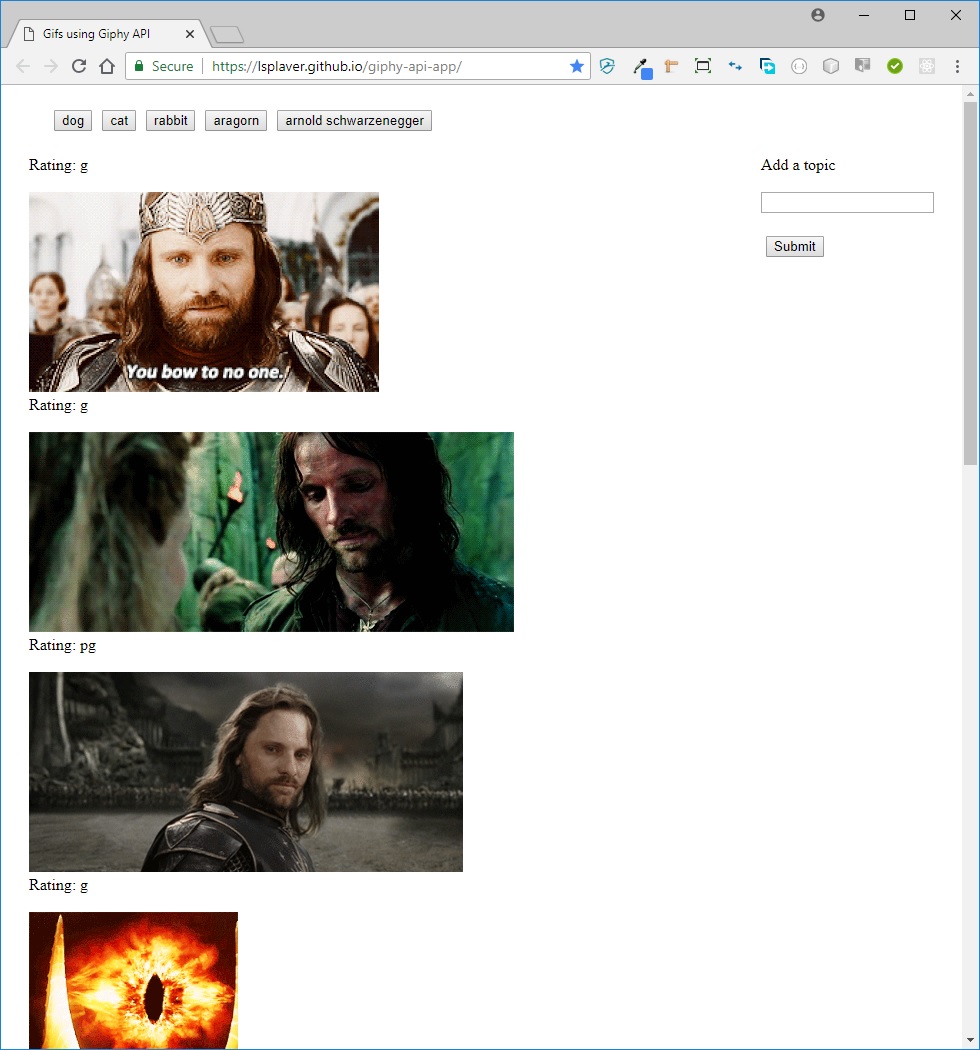 Gifs using Giphy API
Secure https://lsplaver.github.io/giphy-api-app/
dog cat rabbit aragorn arnold schwarzenegger
Rating: g
Add a topic
Submit
You bow to no one.
Rating: g
Rating: pg
Rating: g